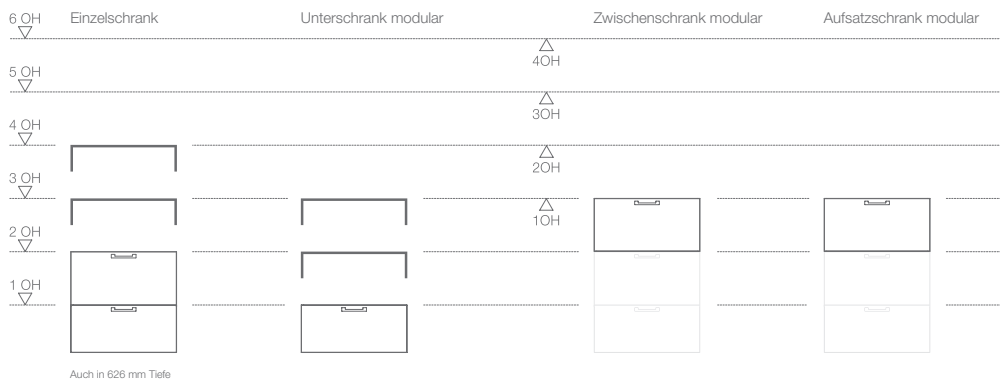 6 OH
Einzelschrank
Unterschrank modular
Zwischenschrank modular
Aufsatzschrank modular
4OH
5 OH
3OH
4 OH
2OH
3 OH
1OH
2 OH
1 OH
Auch in 626 mm Tiefe